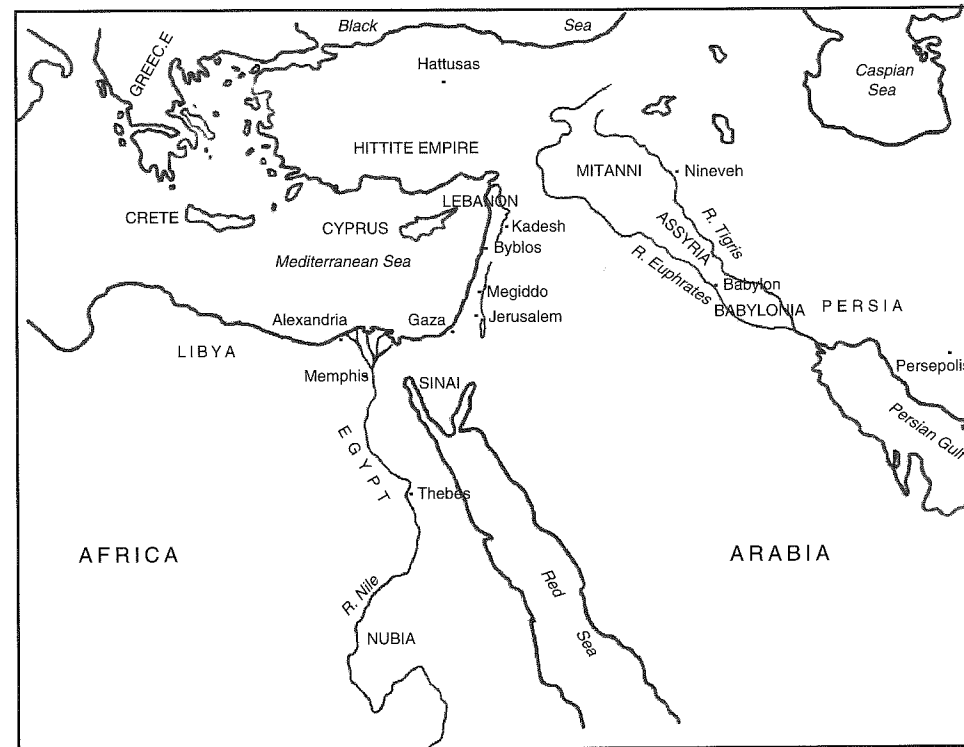 Black Sea
GREEC.E
Hattusas
Caspian
Sea
HITTITE EMPIRE
MITANNI
Nineveh
LEBANON
CRETE
CYPRUS
Kadesh
R. Tigris
ASSYRIA
Byblos
Mediterranean Sea
R. Euphrates
Babylon
Megiddo
BABYLONIA
PERSIA
Alexandria
Gaza
Jerusalem
LIBYA
Persepolis
Memphis
SINAI
Persian Gulf
EGYPT
Thebes
AFRICA
ARABIA
Red
Sea
R. Nile
NUBIA